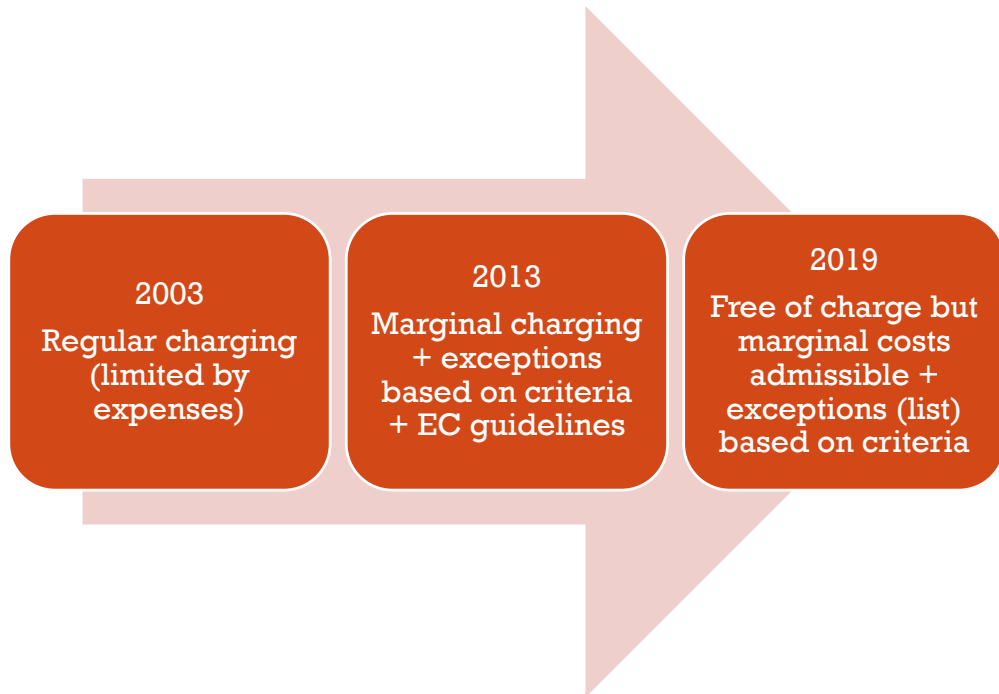 2003
Regular charging
(limited by
expenses)
2013
Marginal charging
+ exceptions
based on criteria
+ EC guidelines
2019
Free of charge but
marginal costs
admissible +
exceptions (list)
based on criteria